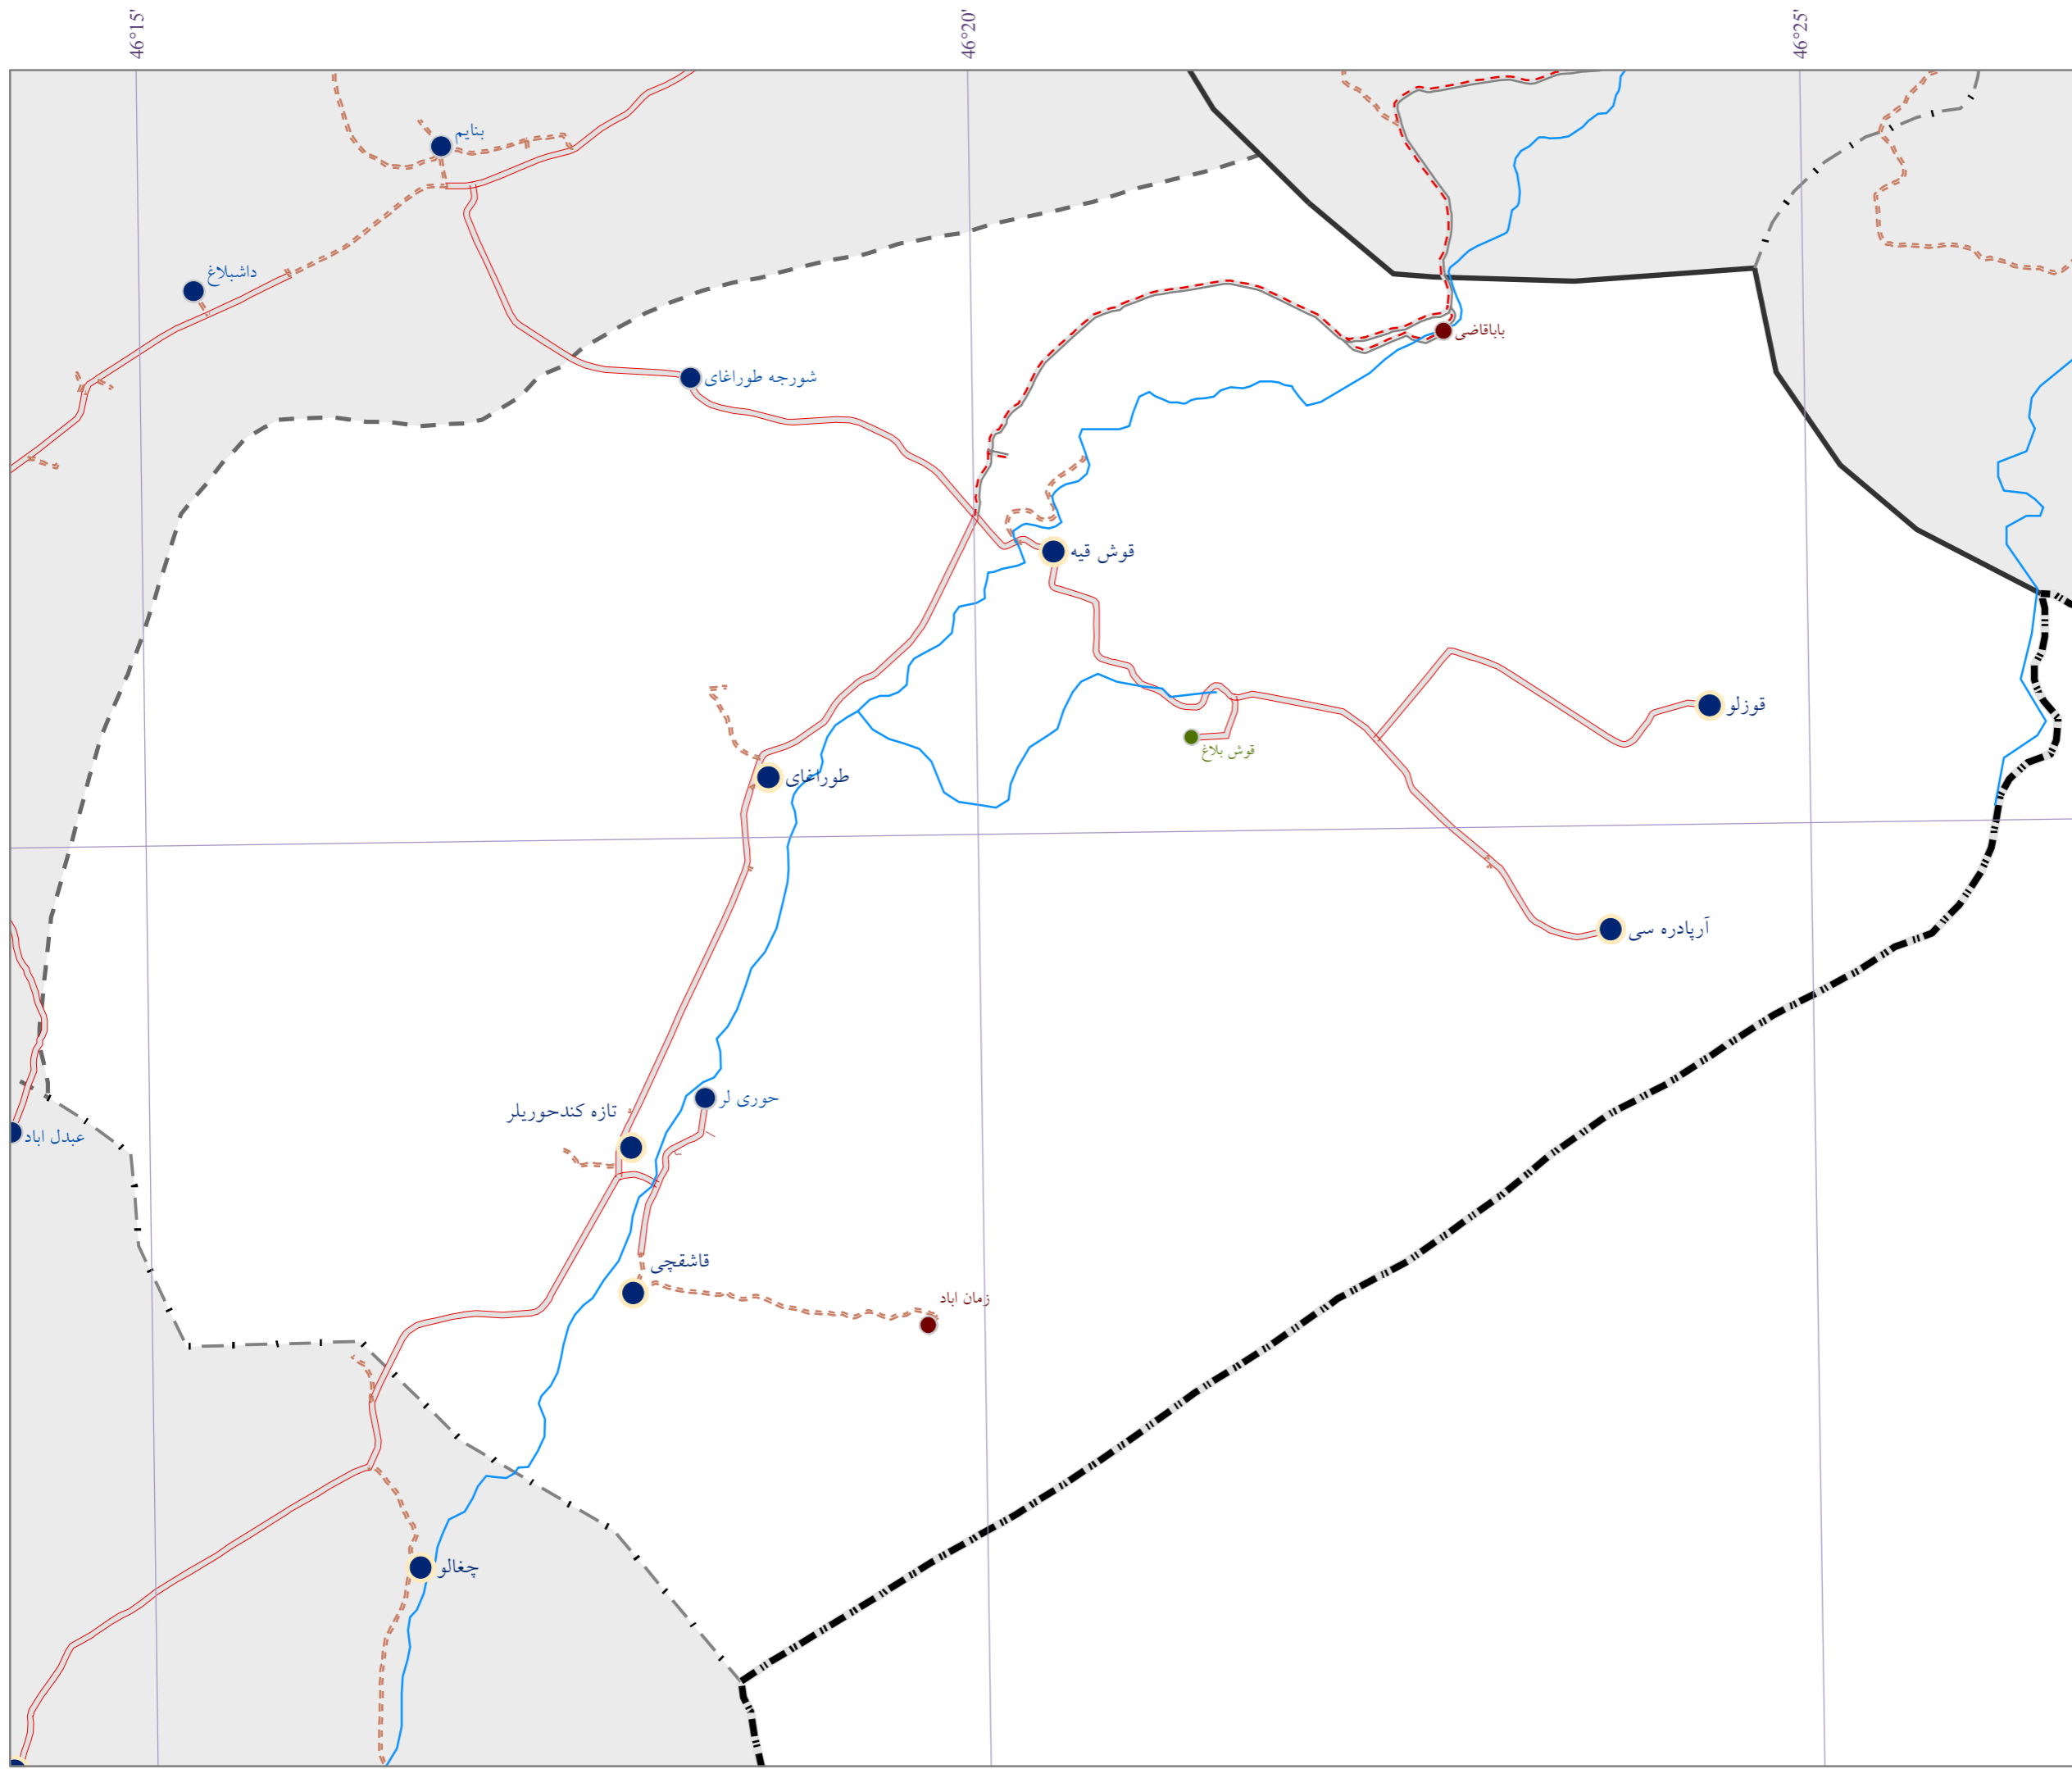 46°15'
46°20'
46°25'
بنایم
داشبلاغ
باباقاضی
شورجه طوراغای
قوش قیه
قوزلو
قوش بلاغ
طوراغای
آرپادره سی
حوری لر
تازه کندحوریلر
عبدل اباد
قاشقچی
زمان اباد
چغالو